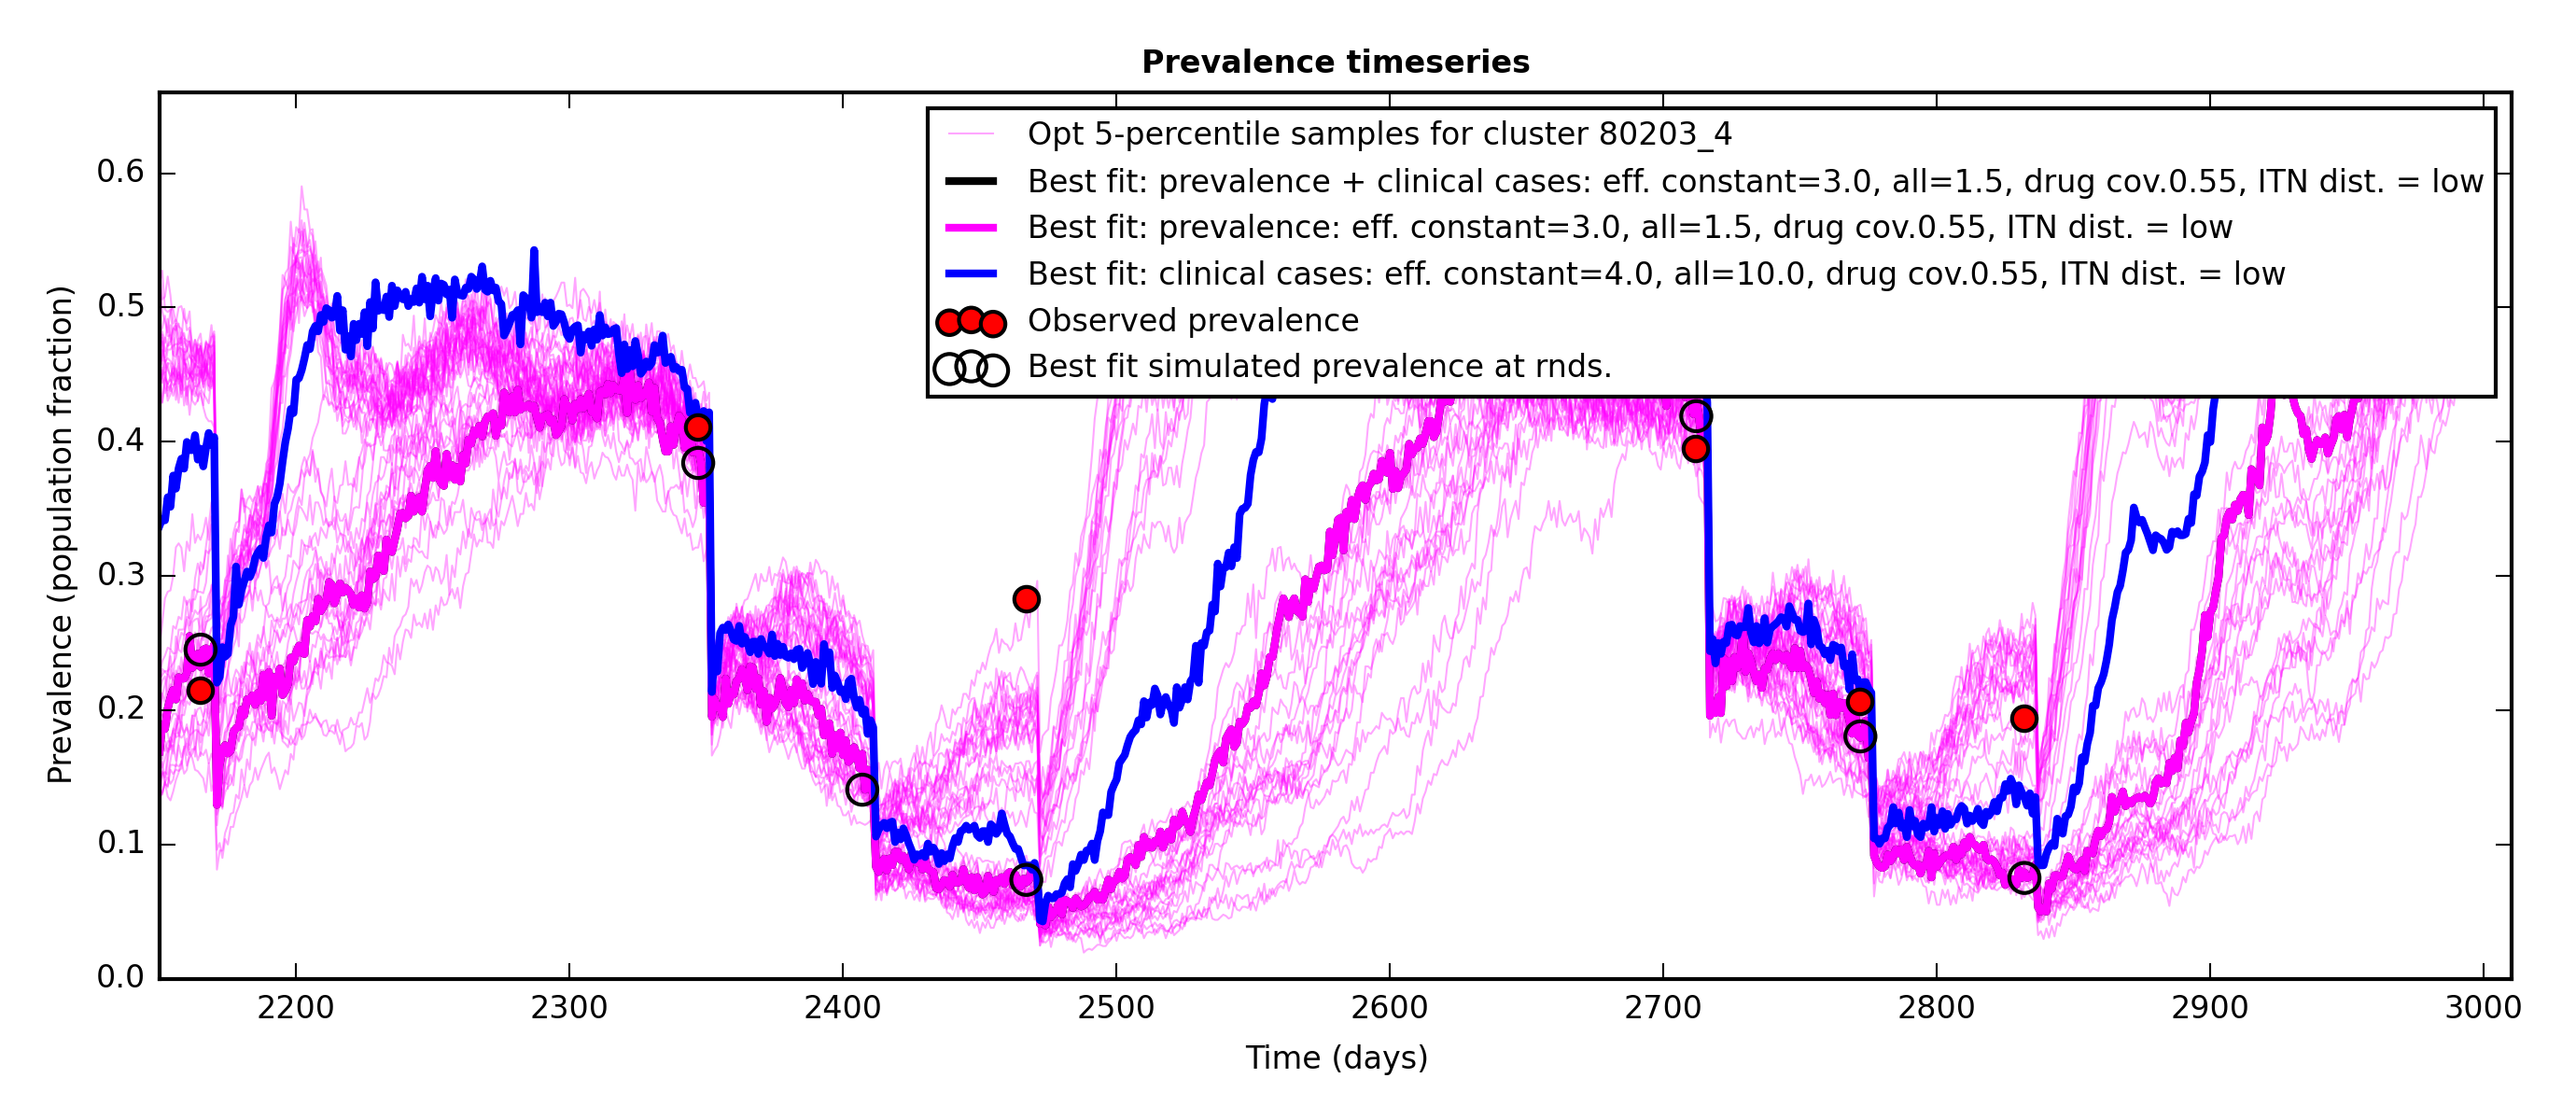 Prevalence timeseries
Opt 5-percentile samples for cluster 80203_4
Best fit: prevalence + clinical cases: eff. constant=3.0, all=1.5, drug cov.0.55, ITN dist. = low
Best fit: prevalence: eff. constant=3.0, all=1.5, drug cov.0.55, ITN dist. = low
Best fit: clinical cases: eff. constant=4.0, all=10.0, drug cov.0.55, ITN dist. = low
Observed prevalence
Best fit simulated prevalence at rnds.
Prevalence (population fraction)
0.6
0.5
0.4
0.3
0.2
0.1
0.0
2200 2300 2400 2500 2600 2700 2800 2900 3000
Time (days)